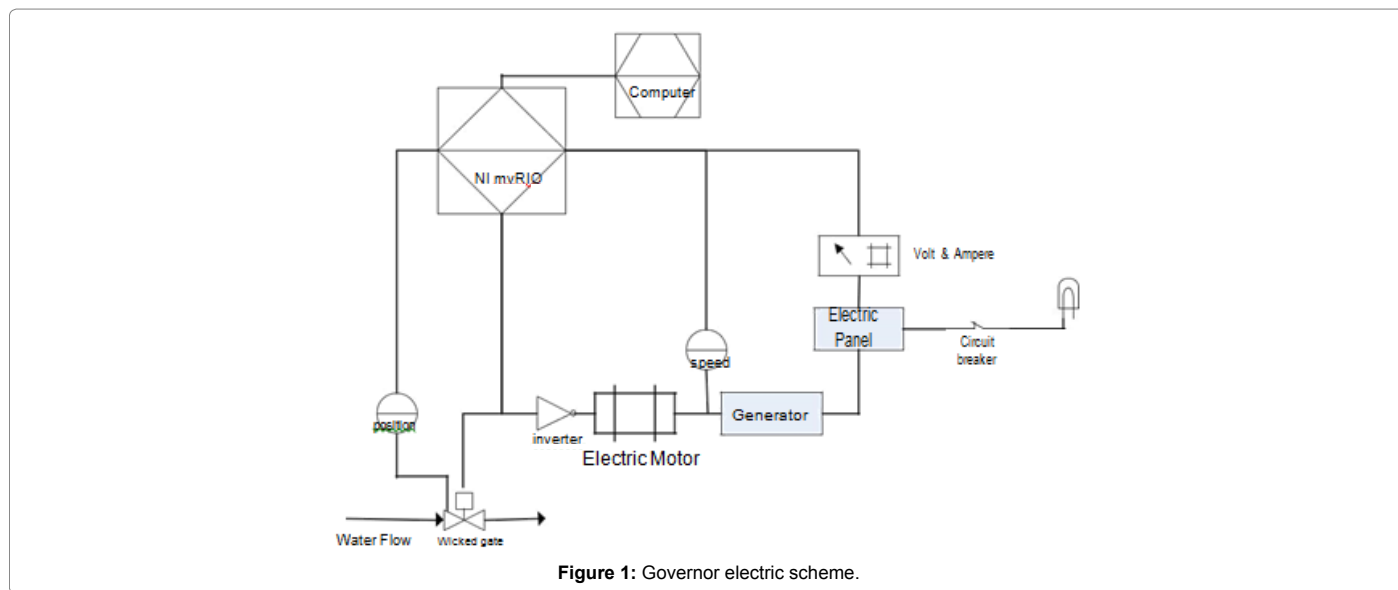 Computer
NI myRIO
Volt & Ampere
Electric
Panel
Circuit
breaker
speed
position
inverter
Generator
Electric Motor
Water Flow
Wicked gate
Figure 1: Governor electric scheme.